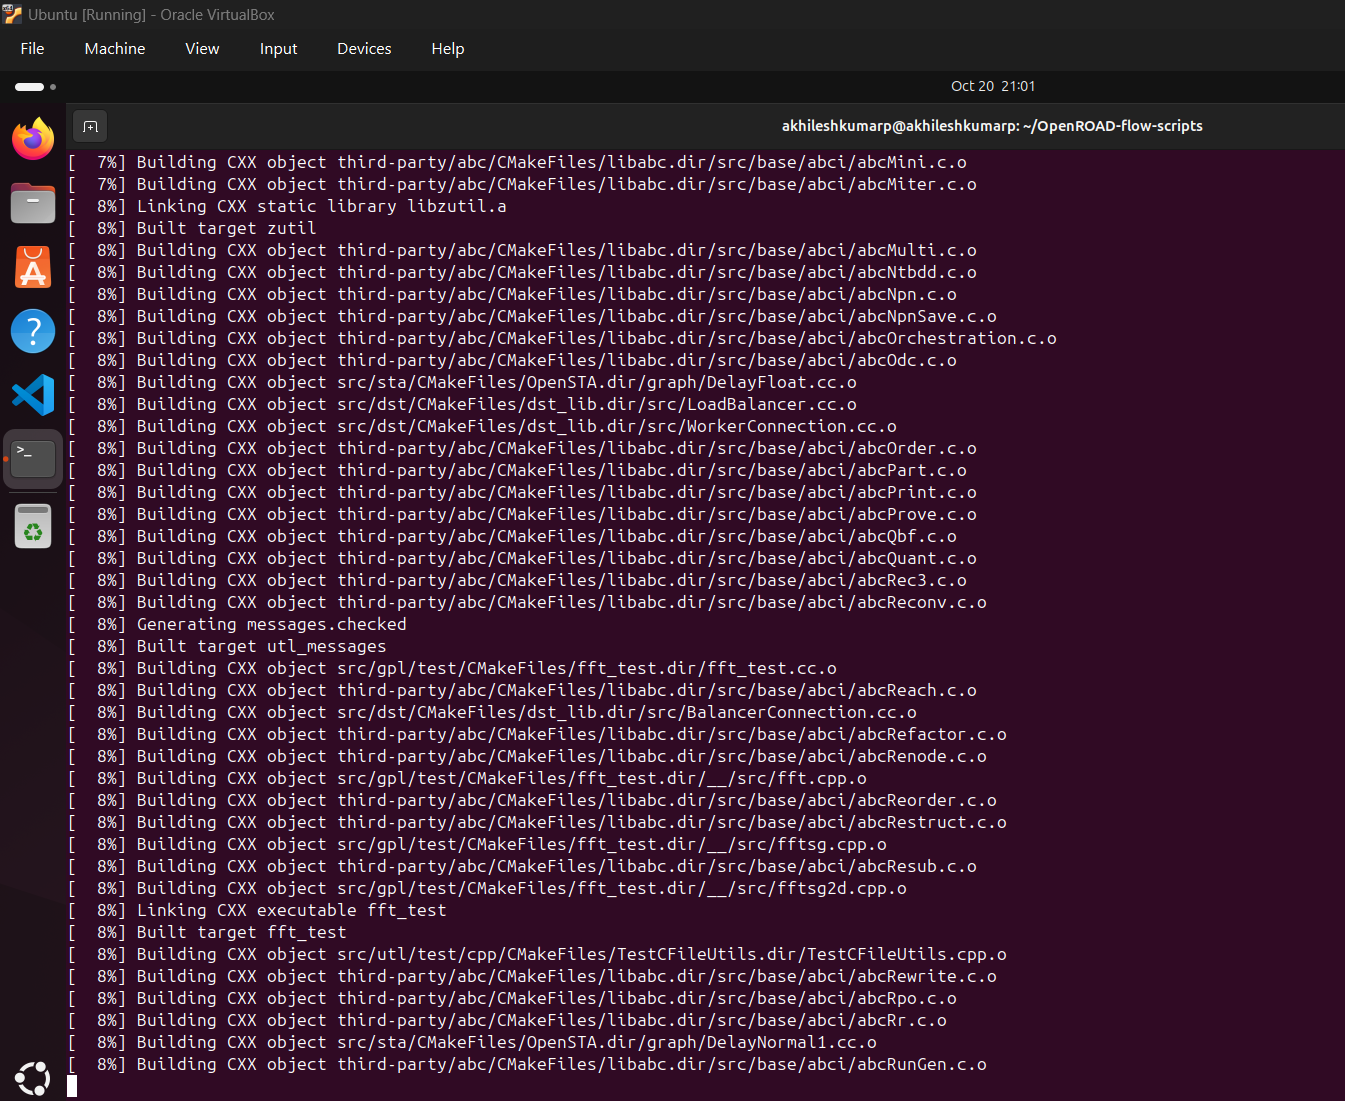 Ubuntu [Running] - Oracle VirtualBox
File Machine View Input Devices Help
Oct 20 21:01
akhileshkumarp@akhileshkumarp: ~/OpenROAD-flow-scripts
[  7%] Building CXX object third-party/abc/CMakeFiles/libabc.dir/src/base/abci/abcMini.c.o
[  7%] Building CXX object third-party/abc/CMakeFiles/libabc.dir/src/base/abci/abcMiter.c.o
[  8%] Linking CXX static library libzutil.a
[  8%] Built target zutil
[  8%] Building CXX object third-party/abc/CMakeFiles/libabc.dir/src/base/abci/abcMulti.c.o
[  8%] Building CXX object third-party/abc/CMakeFiles/libabc.dir/src/base/abci/abcNtbdd.c.o
[  8%] Building CXX object third-party/abc/CMakeFiles/libabc.dir/src/base/abci/abcNpn.c.o
[  8%] Building CXX object third-party/abc/CMakeFiles/libabc.dir/src/base/abci/abcNpnSave.c.o
[  8%] Building CXX object third-party/abc/CMakeFiles/libabc.dir/src/base/abci/abcOrchestration.c.o
[  8%] Building CXX object third-party/abc/CMakeFiles/libabc.dir/src/base/abci/abcOdc.c.o
[  8%] Building CXX object src/sta/CMakeFiles/OpenSTA.dir/graph/DelayFloat.cc.o
[  8%] Building CXX object src/dst/CMakeFiles/dst_lib.dir/src/LoadBalancer.cc.o
[  8%] Building CXX object src/dst/CMakeFiles/dst_lib.dir/src/WorkerConnection.cc.o
[  8%] Building CXX object third-party/abc/CMakeFiles/libabc.dir/src/base/abci/abcOrder.c.o
[  8%] Building CXX object third-party/abc/CMakeFiles/libabc.dir/src/base/abci/abcPart.c.o
[  8%] Building CXX object third-party/abc/CMakeFiles/libabc.dir/src/base/abci/abcPrint.c.o
[  8%] Building CXX object third-party/abc/CMakeFiles/libabc.dir/src/base/abci/abcProve.c.o
[  8%] Building CXX object third-party/abc/CMakeFiles/libabc.dir/src/base/abci/abcQbf.c.o
[  8%] Building CXX object third-party/abc/CMakeFiles/libabc.dir/src/base/abci/abcQuant.c.o
[  8%] Building CXX object third-party/abc/CMakeFiles/libabc.dir/src/base/abci/abcRec3.c.o
[  8%] Building CXX object third-party/abc/CMakeFiles/libabc.dir/src/base/abci/abcReconv.c.o
[  8%] Generating messages.checked
[  8%] Built target utl_messages
[  8%] Building CXX object src/gpl/test/CMakeFiles/fft_test.dir/fft_test.cc.o
[  8%] Building CXX object third-party/abc/CMakeFiles/libabc.dir/src/base/abci/abcReach.c.o
[  8%] Building CXX object src/dst/CMakeFiles/dst_lib.dir/src/BalancerConnection.cc.o
[  8%] Building CXX object third-party/abc/CMakeFiles/libabc.dir/src/base/abci/abcRefactor.c.o
[  8%] Building CXX object third-party/abc/CMakeFiles/libabc.dir/src/base/abci/abcRenode.c.o
[  8%] Building CXX object src/gpl/test/CMakeFiles/fft_test.dir/__/src/fft.cpp.o
[  8%] Building CXX object third-party/abc/CMakeFiles/libabc.dir/src/base/abci/abcReorder.c.o
[  8%] Building CXX object third-party/abc/CMakeFiles/libabc.dir/src/base/abci/abcRestruct.c.o
[  8%] Building CXX object src/gpl/test/CMakeFiles/fft_test.dir/__/src/fftsg.cpp.o
[  8%] Building CXX object third-party/abc/CMakeFiles/libabc.dir/src/base/abci/abcResub.c.o
[  8%] Building CXX object src/gpl/test/CMakeFiles/fft_test.dir/__/src/fftsg2d.cpp.o
[  8%] Linking CXX executable fft_test
[  8%] Built target fft_test
[  8%] Building CXX object src/utl/test/cpp/CMakeFiles/TestCFileUtils.dir/TestCFileUtils.cpp.o
[  8%] Building CXX object third-party/abc/CMakeFiles/libabc.dir/src/base/abci/abcRewrite.c.o
[  8%] Building CXX object third-party/abc/CMakeFiles/libabc.dir/src/base/abci/abcRpo.c.o
[  8%] Building CXX object third-party/abc/CMakeFiles/libabc.dir/src/base/abci/abcRr.c.o
[  8%] Building CXX object src/sta/CMakeFiles/OpenSTA.dir/graph/DelayNormal1.cc.o
[  8%] Building CXX object third-party/abc/CMakeFiles/libabc.dir/src/base/abci/abcRunGen.c.o